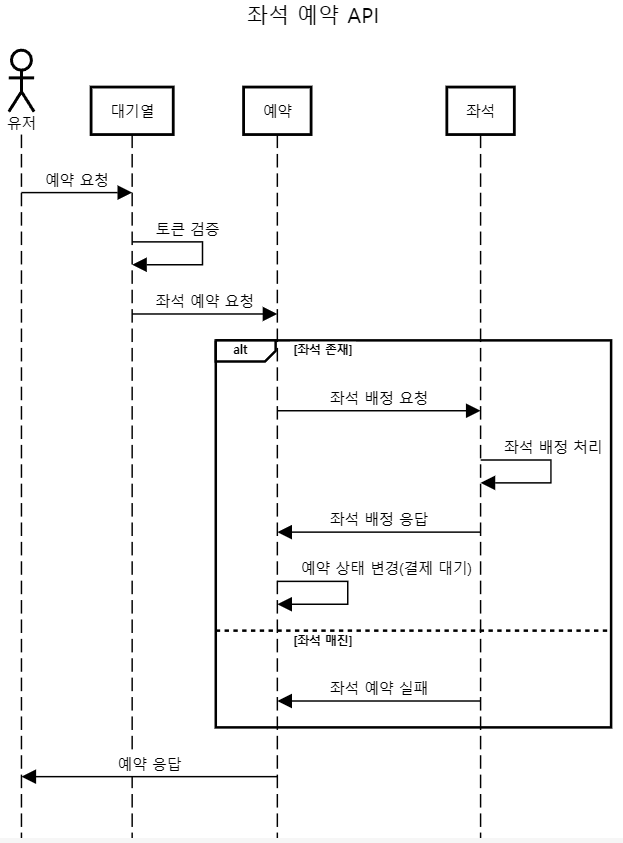 좌석 예약 API
유저
대기열
예약
좌석
예약 요청
토큰 검증
좌석 예약 요청
alt
[좌석 존재]
좌석 배정 요청
좌석 배정 처리
좌석 배정 응답
예약 상태 변경(결제 대기)
[좌석 매진]
좌석 예약 실패
예약 응답